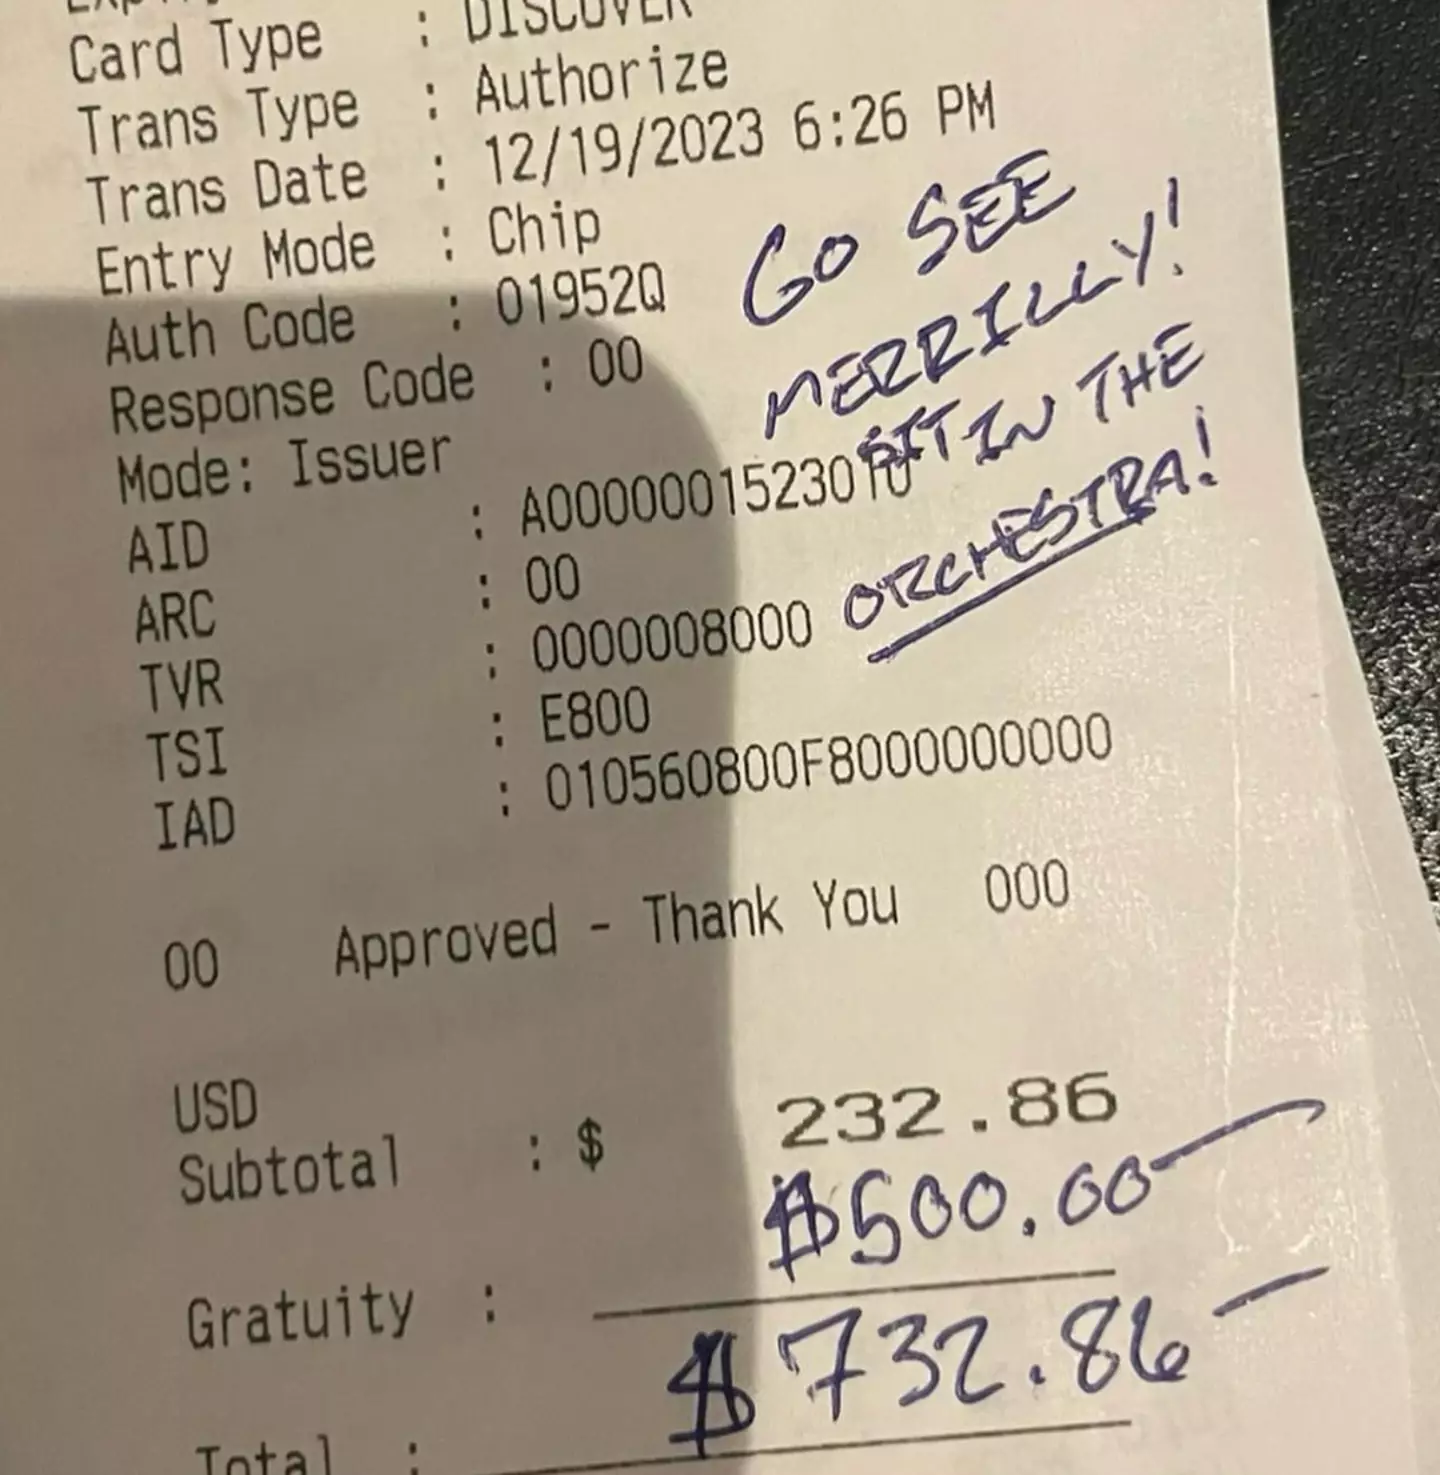 Card Type : DISCOVER
Trans Type : Authorize
Trans Date : 12/19/2023 6:26 PM
Entry Mode : Chip
Auth Code : 01952Q
Response Code : 00
Mode: Issuer
AID : A0000001523010
ARC : 00
TVR : 0000008000
TSI : E800
IAD : 010560800F8000000000
GO SEE
MERRILLY!
SIT IN THE
ORCHESTRA!
00 Approved - Thank You 000
USD
Subtotal : $ 232.86
Gratuity : $500.00
Total : $732.86